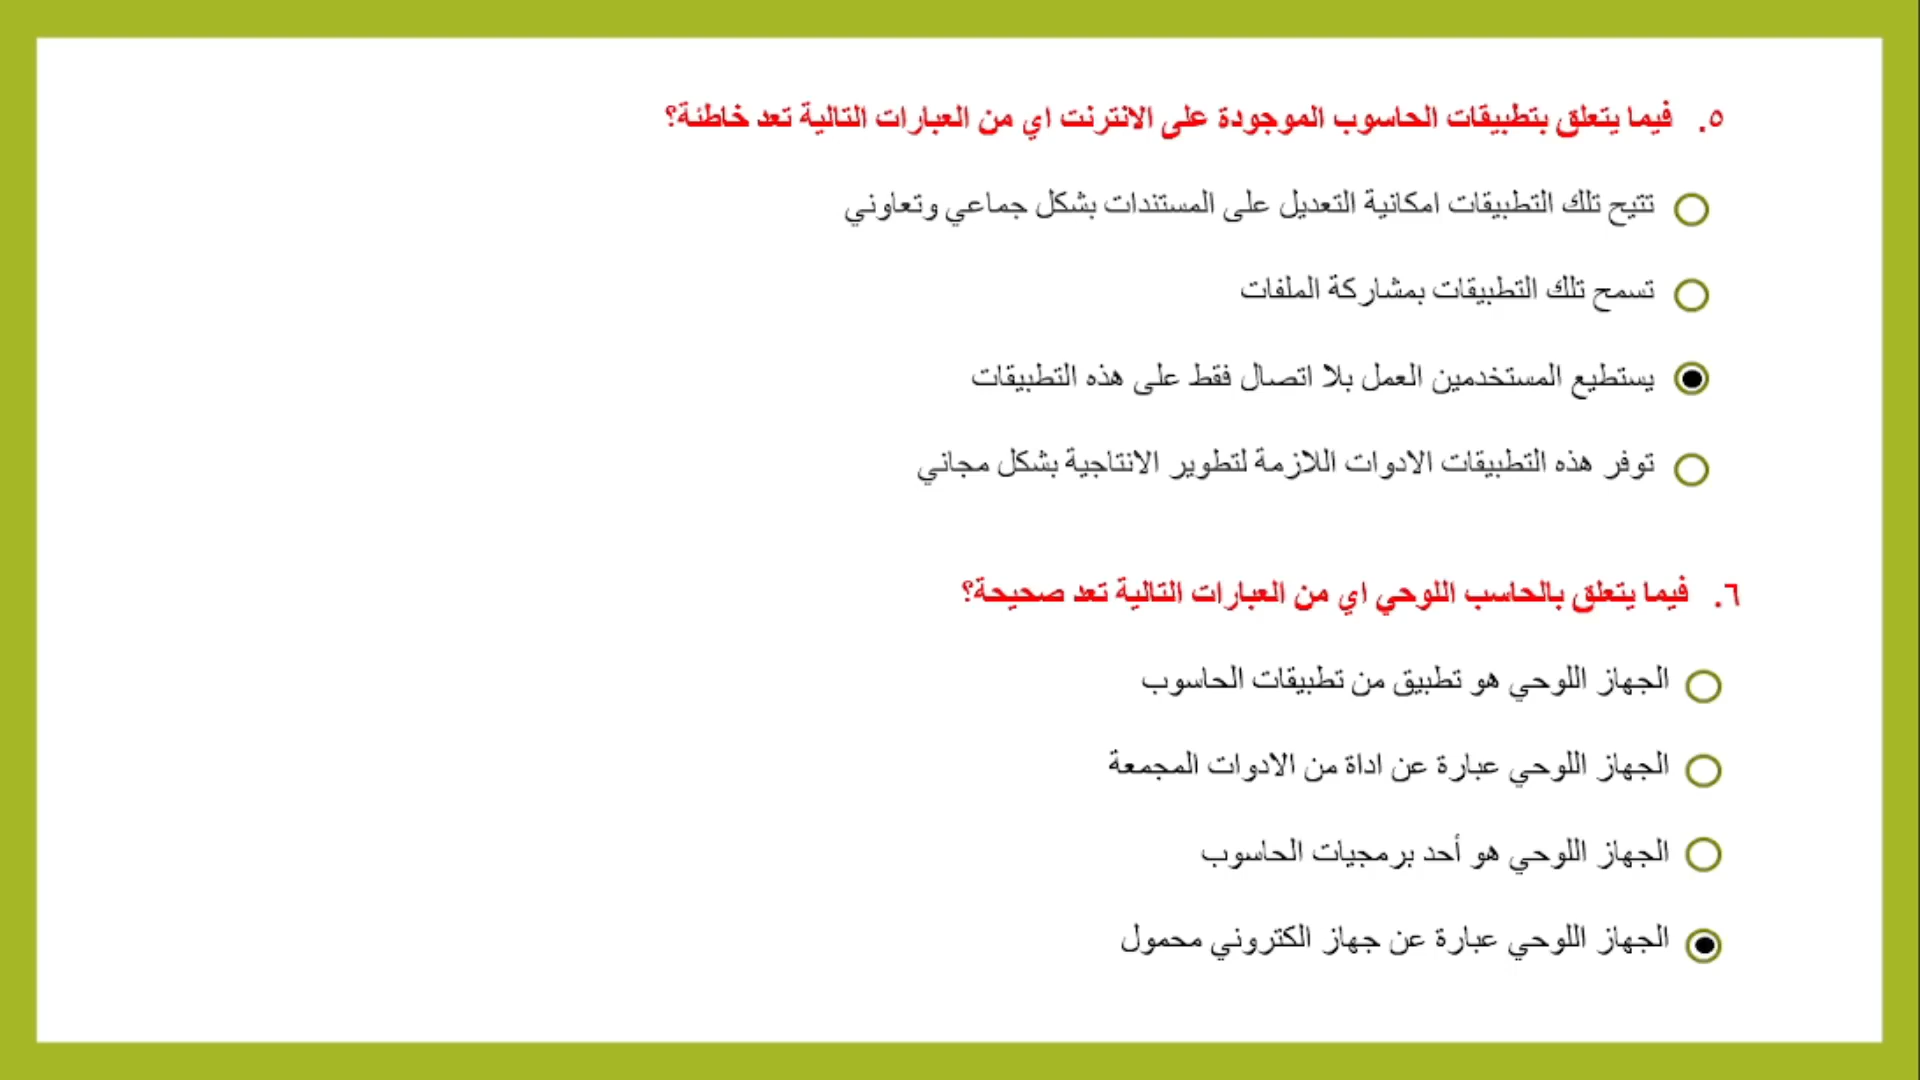 ٥. فيما يتعلق بتطبيقات الحاسوب الموجودة على الانترنت اي من العبارات التالية تعد خاطئة؟
تتيح تلك التطبيقات امكانية التعديل على المستندات بشكل جماعي وتعاوني
تسمح تلك التطبيقات بمشاركة الملفات
يستطيع المستخدمين العمل بلا اتصال فقط على هذه التطبيقات
توفر هذه التطبيقات الادوات اللازمة لتطوير الانتاجية بشكل مجاني
٦. فيما يتعلق بالحاسب اللوحي اي من العبارات التالية تعد صحيحة؟
الجهاز اللوحي هو تطبيق من تطبيقات الحاسوب
الجهاز اللوحي عبارة عن اداة من الادوات المجمعة
الجهاز اللوحي هو أحد برمجيات الحاسوب
الجهاز اللوحي عبارة عن جهاز الكتروني محمول